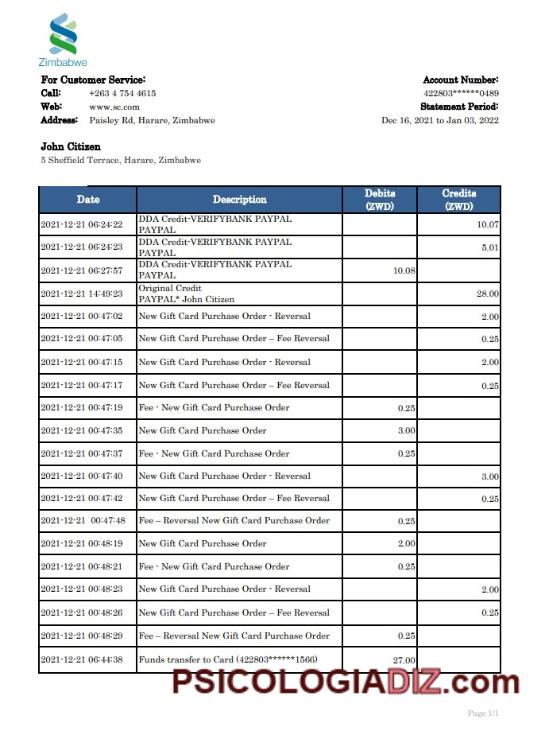 Zimbabwe
For Customer Service:
Call: +263 4 754 4615
Web: www.sc.com
Address: Paisley Rd, Harare, Zimbabwe
Account Number:
422803******0489
Statement Period:
Dec 16, 2021 to Jan 03, 2022
John Citizen
5 Sheffield Terrace, Harare, Zimbabwe
Date Description Debits (ZWD) Credits (ZWD)
2021-12-21 06:24:22 DDA Credit-VERIFYBANK PAYPAL
PAYPAL 10.07
2021-12-21 06:24:23 DDA Credit-VERIFYBANK PAYPAL
PAYPAL 5.01
2021-12-21 06:27:57 DDA Credit-VERIFYBANK PAYPAL
PAYPAL 10.08
2021-12-21 14:49:23 Original Credit
PAYPAL* John Citizen 28.00
2021-12-21 00:47:02 New Gift Card Purchase Order - Reversal 2.00
2021-12-21 00:47:05 New Gift Card Purchase Order – Fee Reversal 0.25
2021-12-21 00:47:15 New Gift Card Purchase Order - Reversal 2.00
2021-12-21 00:47:17 New Gift Card Purchase Order – Fee Reversal 0.25
2021-12-21 00:47:19 Fee - New Gift Card Purchase Order 0.25
2021-12-21 00:47:35 New Gift Card Purchase Order 3.00
2021-12-21 00:47:37 Fee - New Gift Card Purchase Order 0.25
2021-12-21 00:47:40 New Gift Card Purchase Order - Reversal 3.00
2021-12-21 00:47:42 New Gift Card Purchase Order – Fee Reversal 0.25
2021-12-21 00:47:48 Fee – Reversal New Gift Card Purchase Order 0.25
2021-12-21 00:48:19 New Gift Card Purchase Order 2.00
2021-12-21 00:48:21 Fee - New Gift Card Purchase Order 0.25
2021-12-21 00:48:23 New Gift Card Purchase Order - Reversal 2.00
2021-12-21 00:48:26 New Gift Card Purchase Order – Fee Reversal 0.25
2021-12-21 00:48:29 Fee – Reversal New Gift Card Purchase Order 0.25
2021-12-21 06:44:38 Funds transfer to Card (422803******1566) 27.00
PSICOLOGIADIZ.com
Page 1/1